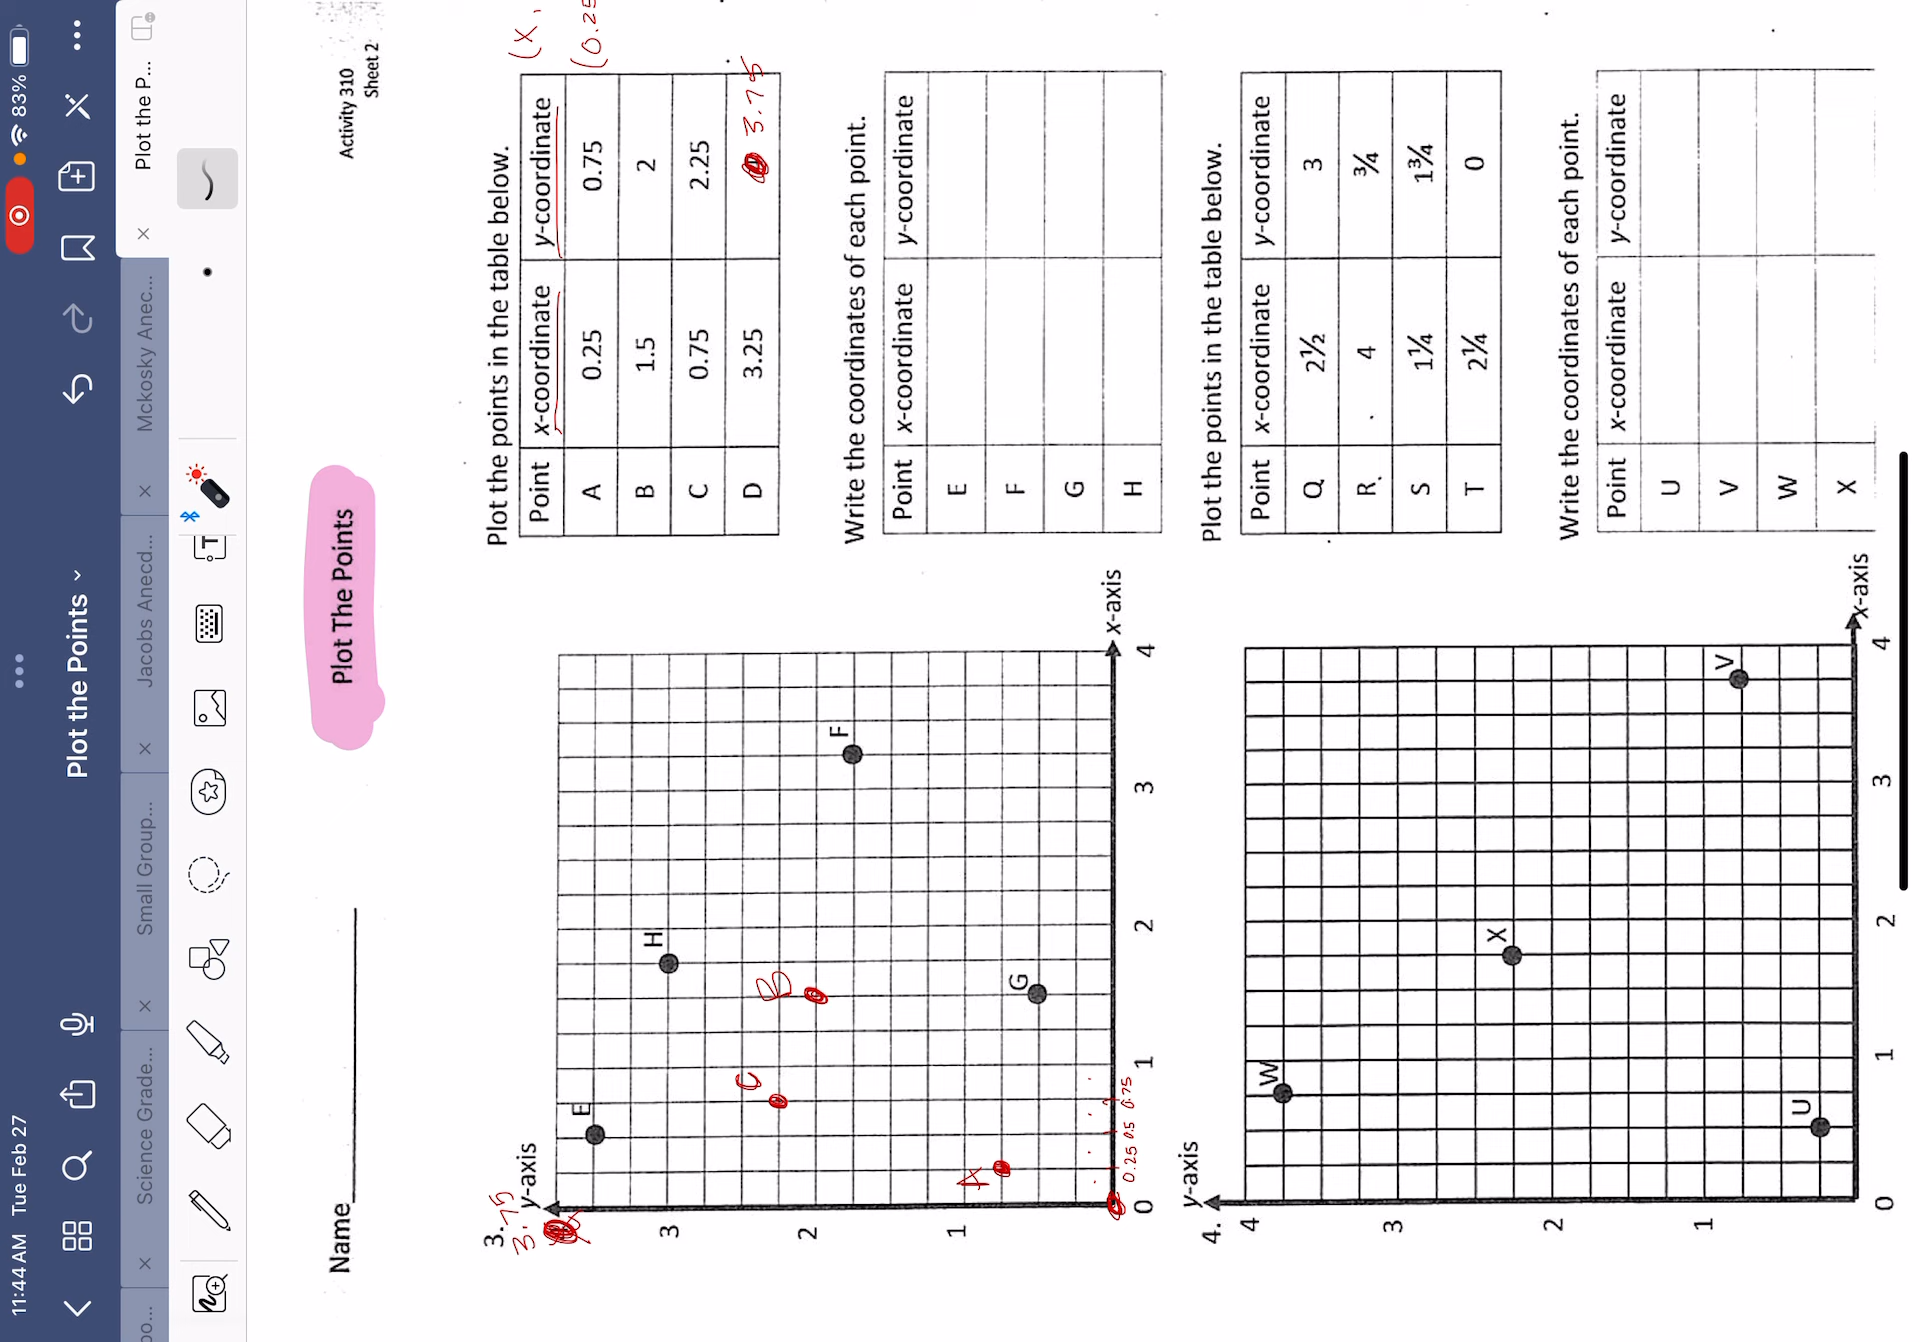 11:44 AM Tue Feb 27
83%
Plot the Points
po...
Science Grade...
Small Group...
Jacobs Anecd...
Mckosky Anec...
Plot the P...
Name
Plot The Points
Activity 310
Sheet 2
3.
3.75
y-axis
3
2
1
0
0.25 0.5 0.75
1
2
3
4
x-axis
E
H
F
C
B
G
A
Plot the points in the table below.
Point x-coordinate y-coordinate
A 0.25 0.75
B 1.5 2
C 0.75 2.25
D 3.25 3.75
(x,
(0.25
Write the coordinates of each point.
Point x-coordinate y-coordinate
E
F
G
H
4.
y-axis
4
3
2
1
0
1
2
3
4
x-axis
W
X
V
U
Plot the points in the table below.
Point x-coordinate y-coordinate
Q 2½ 3
R 4 ¾
S 1¼ 1¾
T 2¼ 0
Write the coordinates of each point.
Point x-coordinate y-coordinate
U
V
W
X